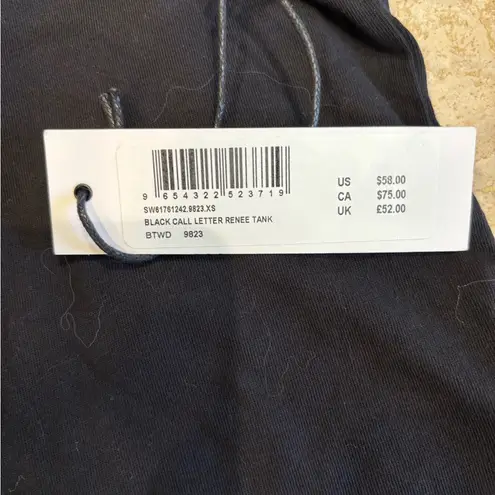 9 654322 523719
SW61761242.9823.XS
BLACK CALL LETTER RENEE TANK
BTWD 9823
US $58.00
CA $75.00
UK £52.00